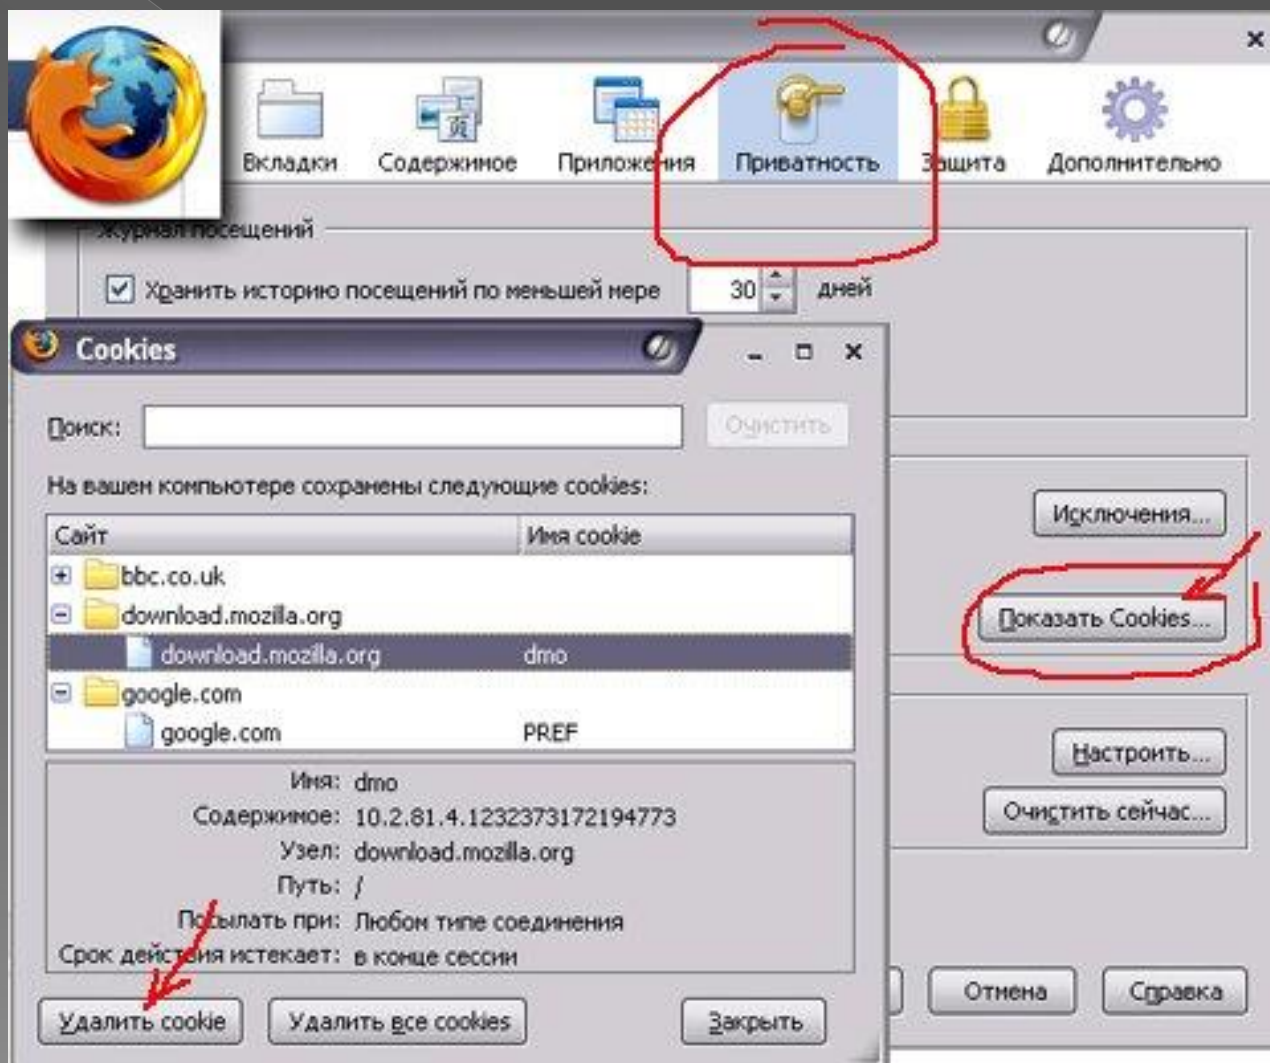 Вкладки Содержимое Приложения Приватность Защита Дополнительно
Журнал посещений
Хранить историю посещений по меньшей мере 30 дней
Cookies
Поиск: Очистить
На вашем компьютере сохранены следующие cookies:
Сайт Имя cookie
bbc.co.uk
download.mozilla.org
download.mozilla.org dmo
google.com
google.com PREF
Имя: dmo
Содержимое: 10.2.81.4.1232373172194773
Узел: download.mozilla.org
Путь: /
Посылать при: Любом типе соединения
Срок действия истекает: в конце сессии
Удалить cookie Удалить все cookies Закрыть
Исключения...
Показать Cookies...
Настроить...
Очистить сейчас...
Отмена Справка